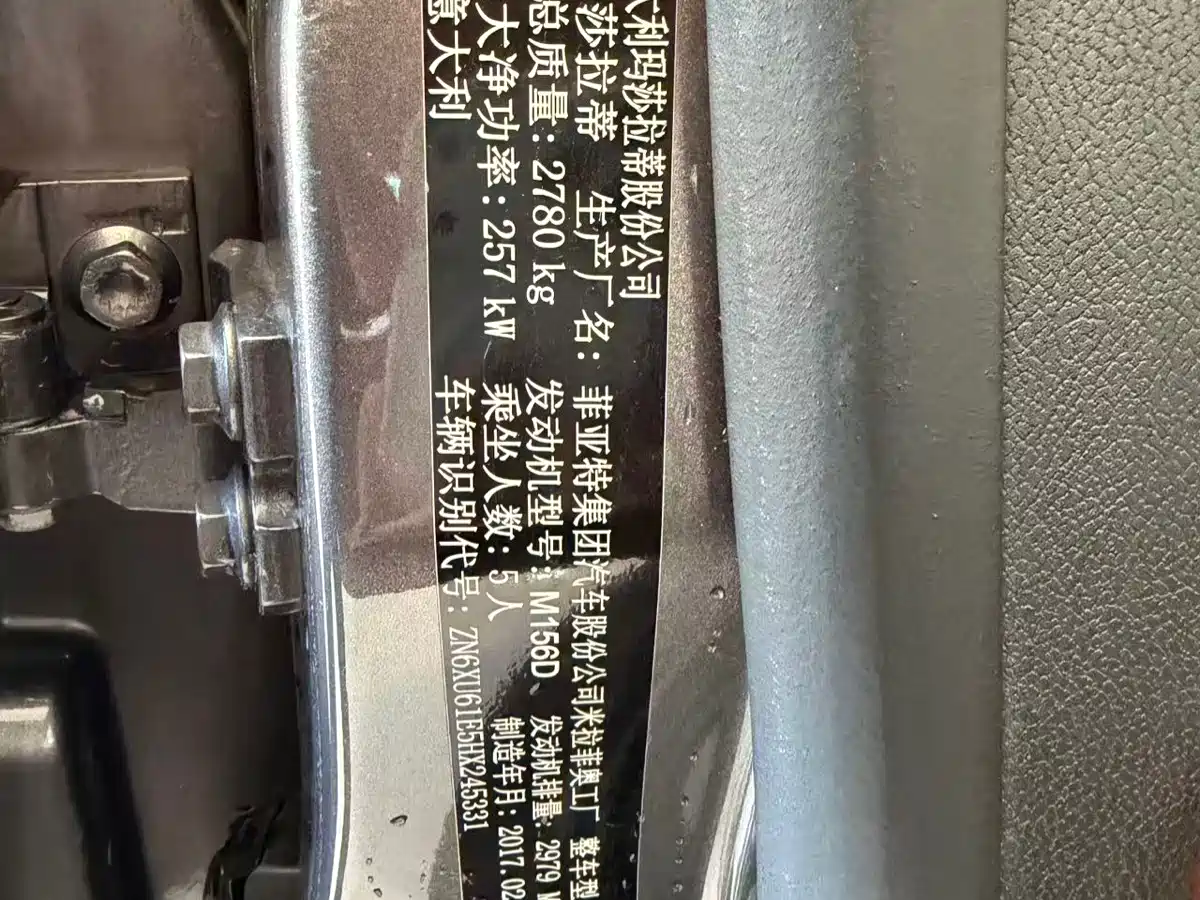 利玛莎拉蒂股份公司
莎拉蒂 生产厂名: 菲亚特集团汽车股份公司米拉菲奥工厂 整车型
总质量: 2780 kg 发动机型号: M156D 发动机排量: 2979 M
大净功率: 257 kW 乘坐人数: 5 人 制造年月: 2017.02
意大利 车辆识别代号: ZN6XU61E5HX245331